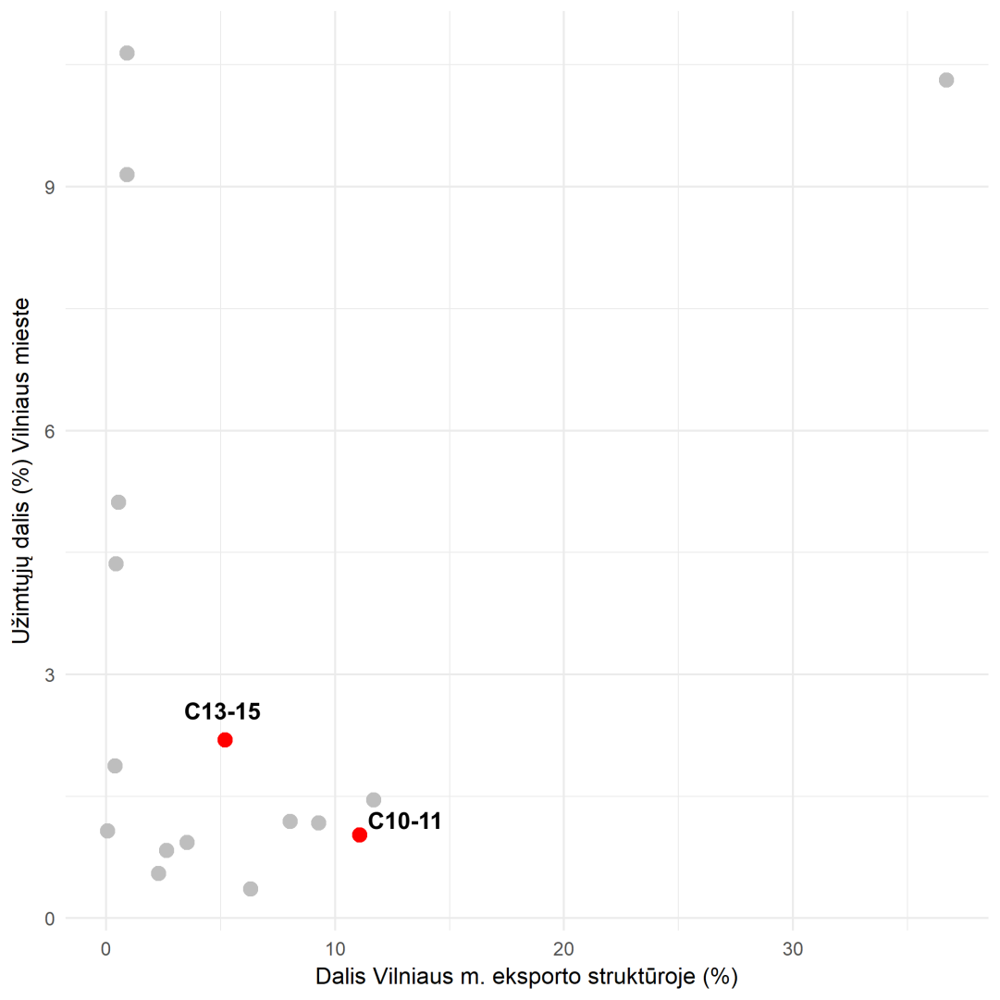 Užimtųjų dalis (%) Vilniaus mieste
9
6
3
0
C13-15
C10-11
0 10 20 30
Dalis Vilniaus m. eksporto struktūroje (%)